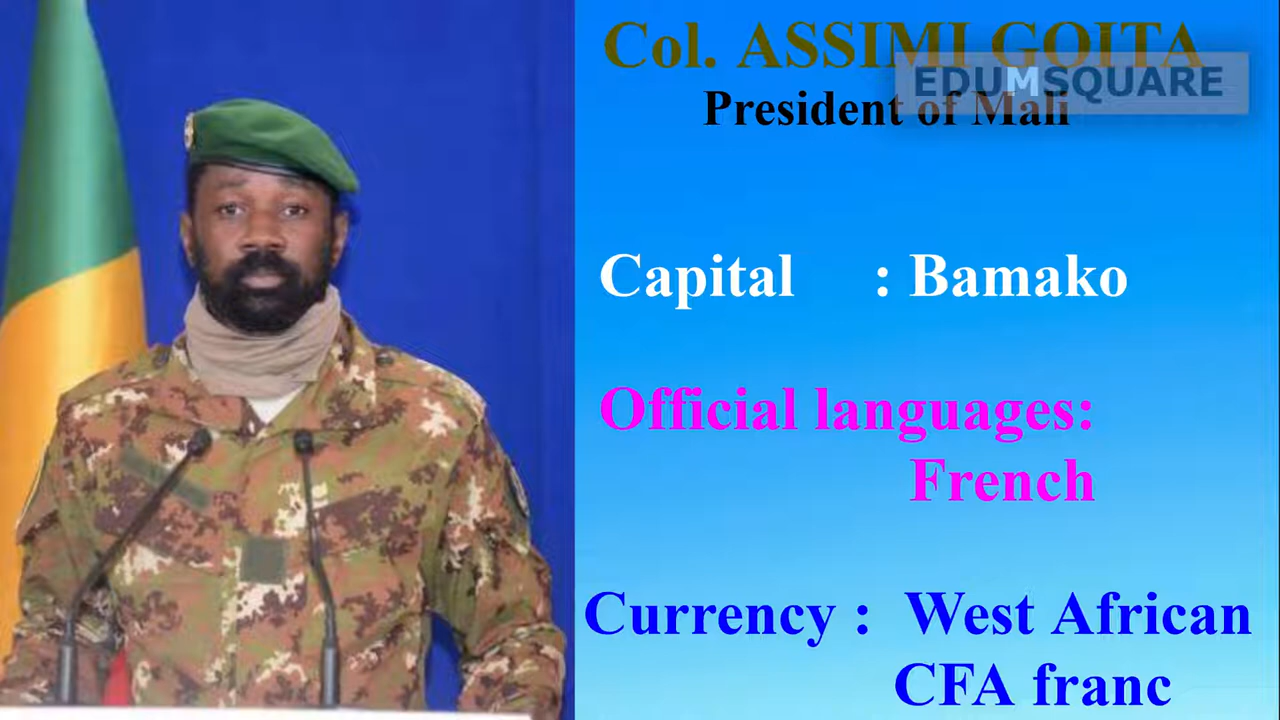 Col. ASSIMI GOITA
EDUMSQUARE
President of Mali
Capital : Bamako
Official languages:
French
Currency : West African
CFA franc